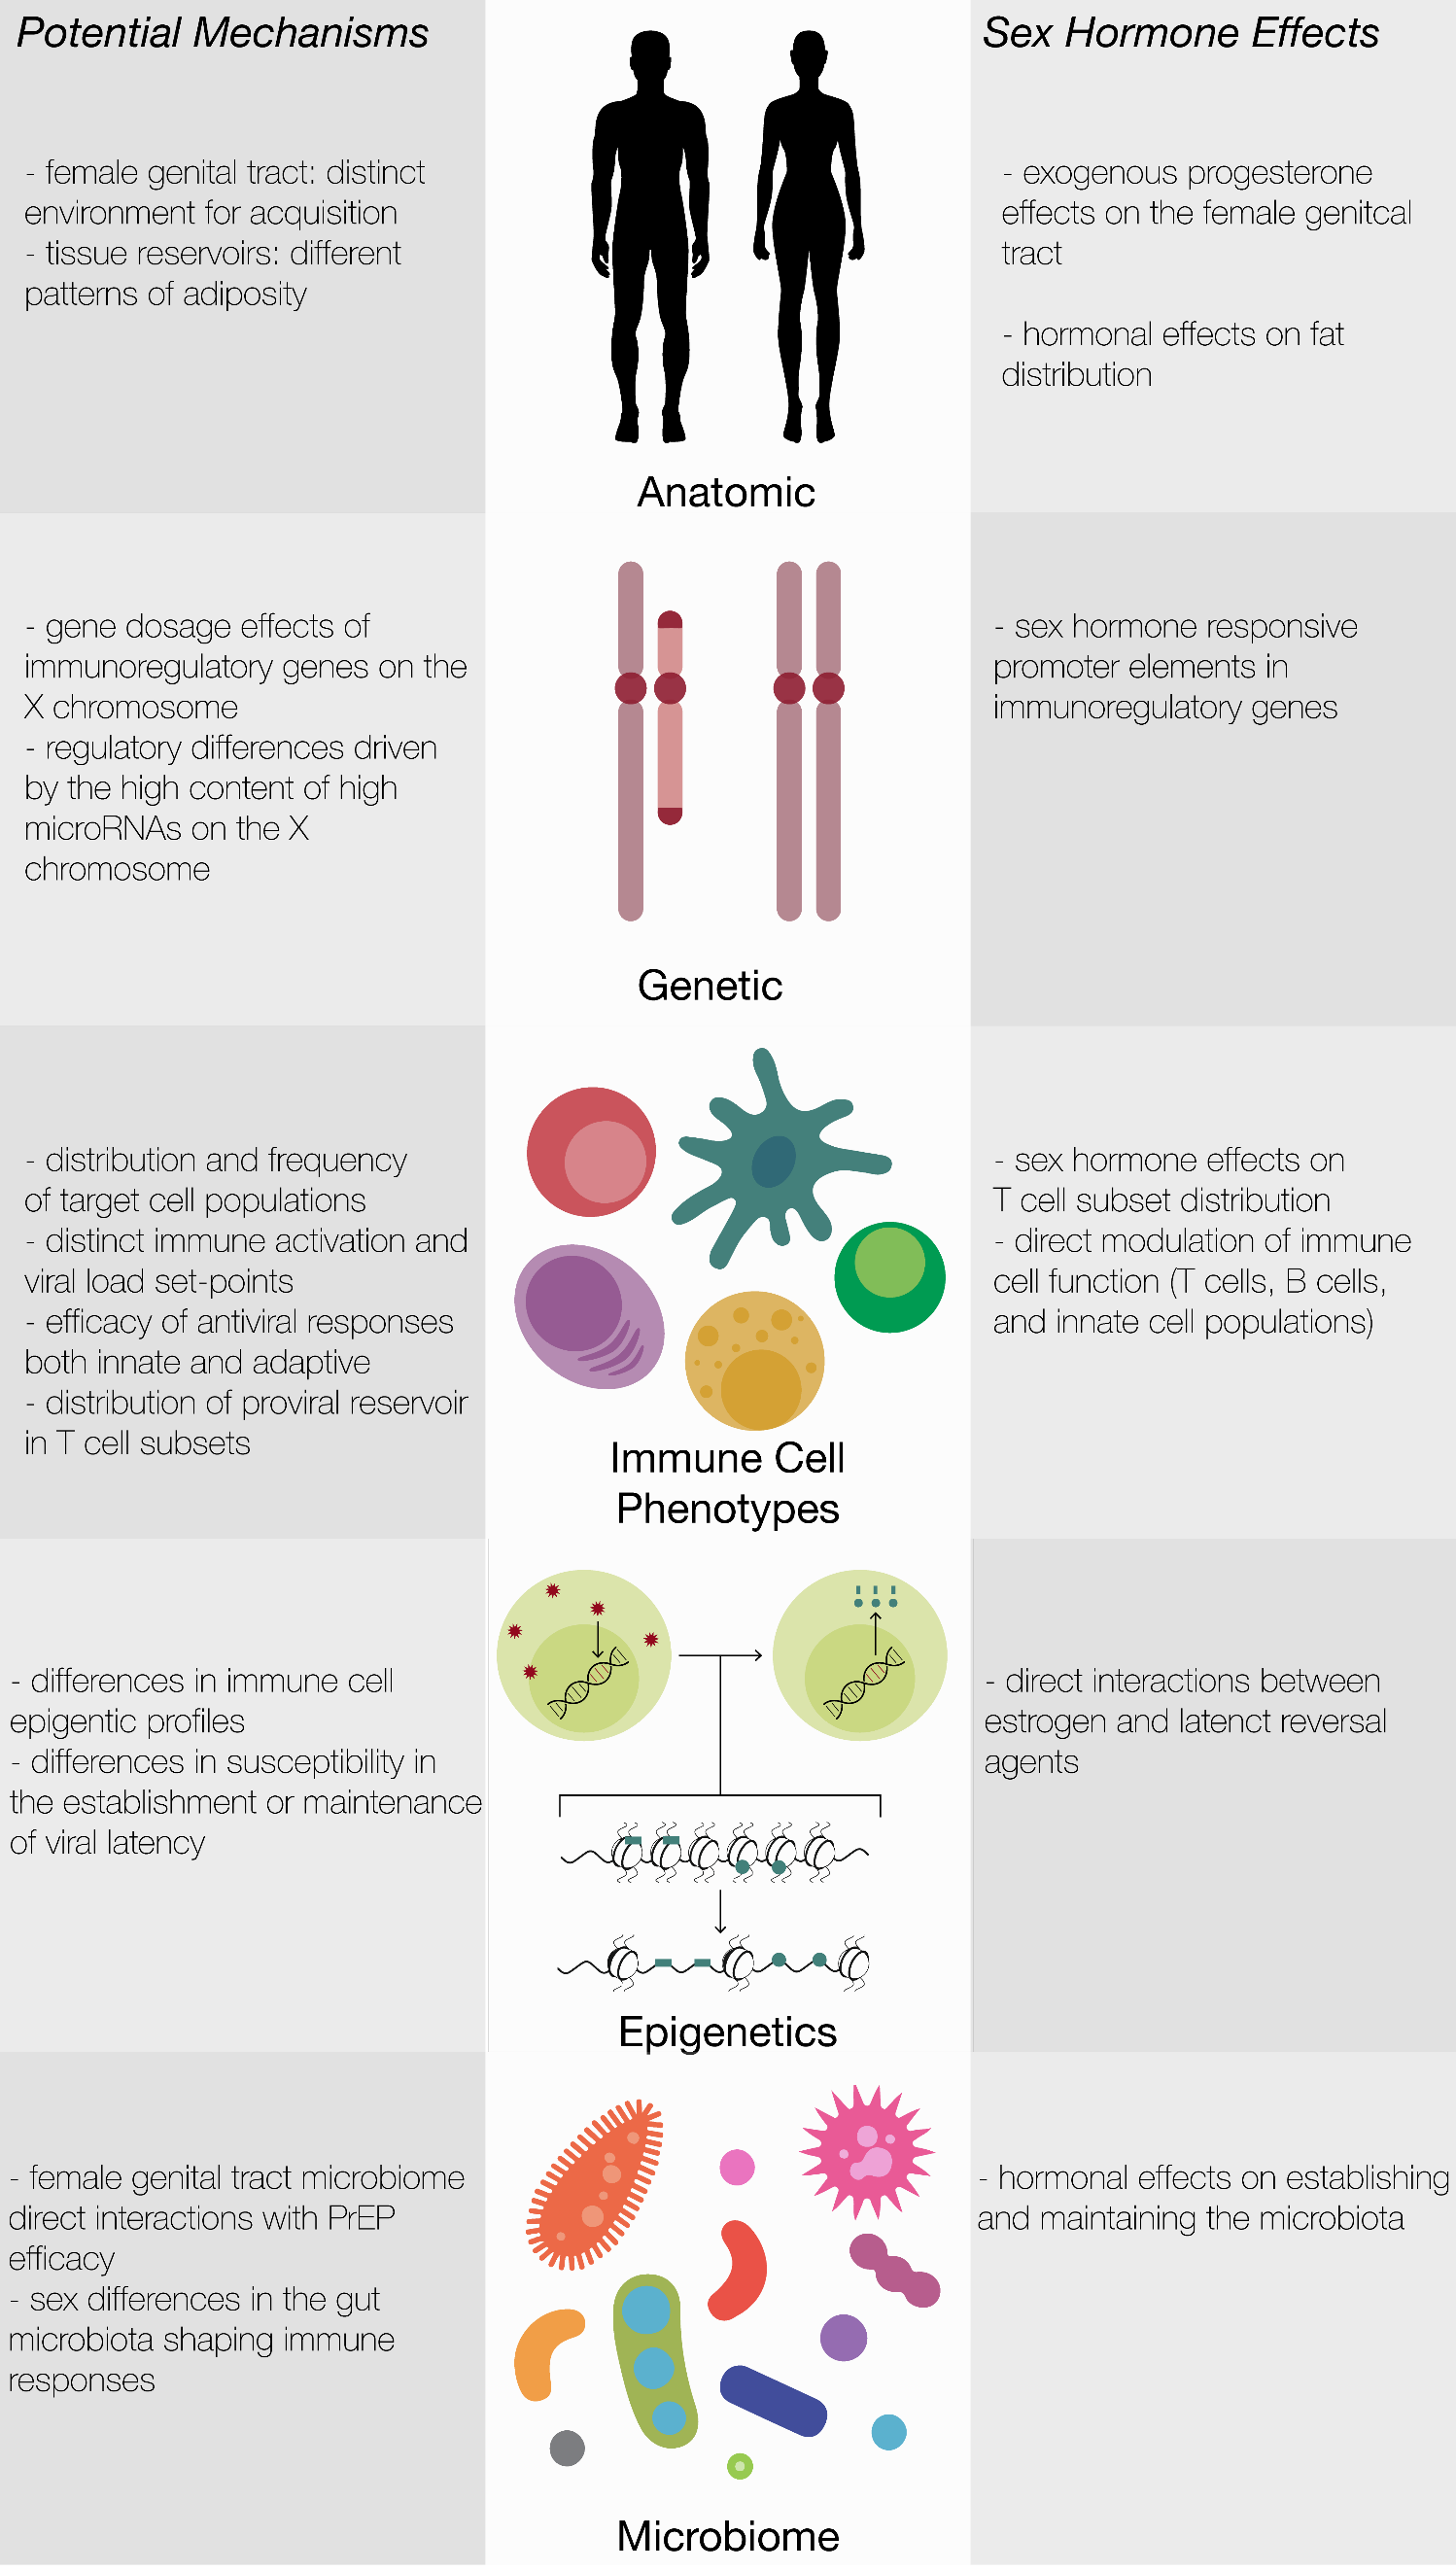 Potential Mechanisms
Sex Hormone Effects
- female genital tract: distinct
environment for acquisition
- tissue reservoirs: different
patterns of adiposity
- exogenous progesterone
effects on the female genitcal
tract
- hormonal effects on fat
distribution
Anatomic
- gene dosage effects of
immunoregulatory genes on the
X chromosome
- regulatory differences driven
by the high content of high
microRNAs on the X
chromosome
- sex hormone responsive
promoter elements in
immunoregulatory genes
Genetic
- distribution and frequency
of target cell populations
- distinct immune activation and
viral load set-points
- efficacy of antiviral responses
both innate and adaptive
- distribution of proviral reservoir
in T cell subsets
- sex hormone effects on
T cell subset distribution
- direct modulation of immune
cell function (T cells, B cells,
and innate cell populations)
Immune Cell
Phenotypes
- differences in immune cell
epigentic profiles
- differences in susceptibility in
the establishment or maintenance
of viral latency
- direct interactions between
estrogen and latenct reversal
agents
Epigenetics
- female genital tract microbiome
direct interactions with PrEP
efficacy
- sex differences in the gut
microbiota shaping immune
responses
- hormonal effects on establishing
and maintaining the microbiota
Microbiome